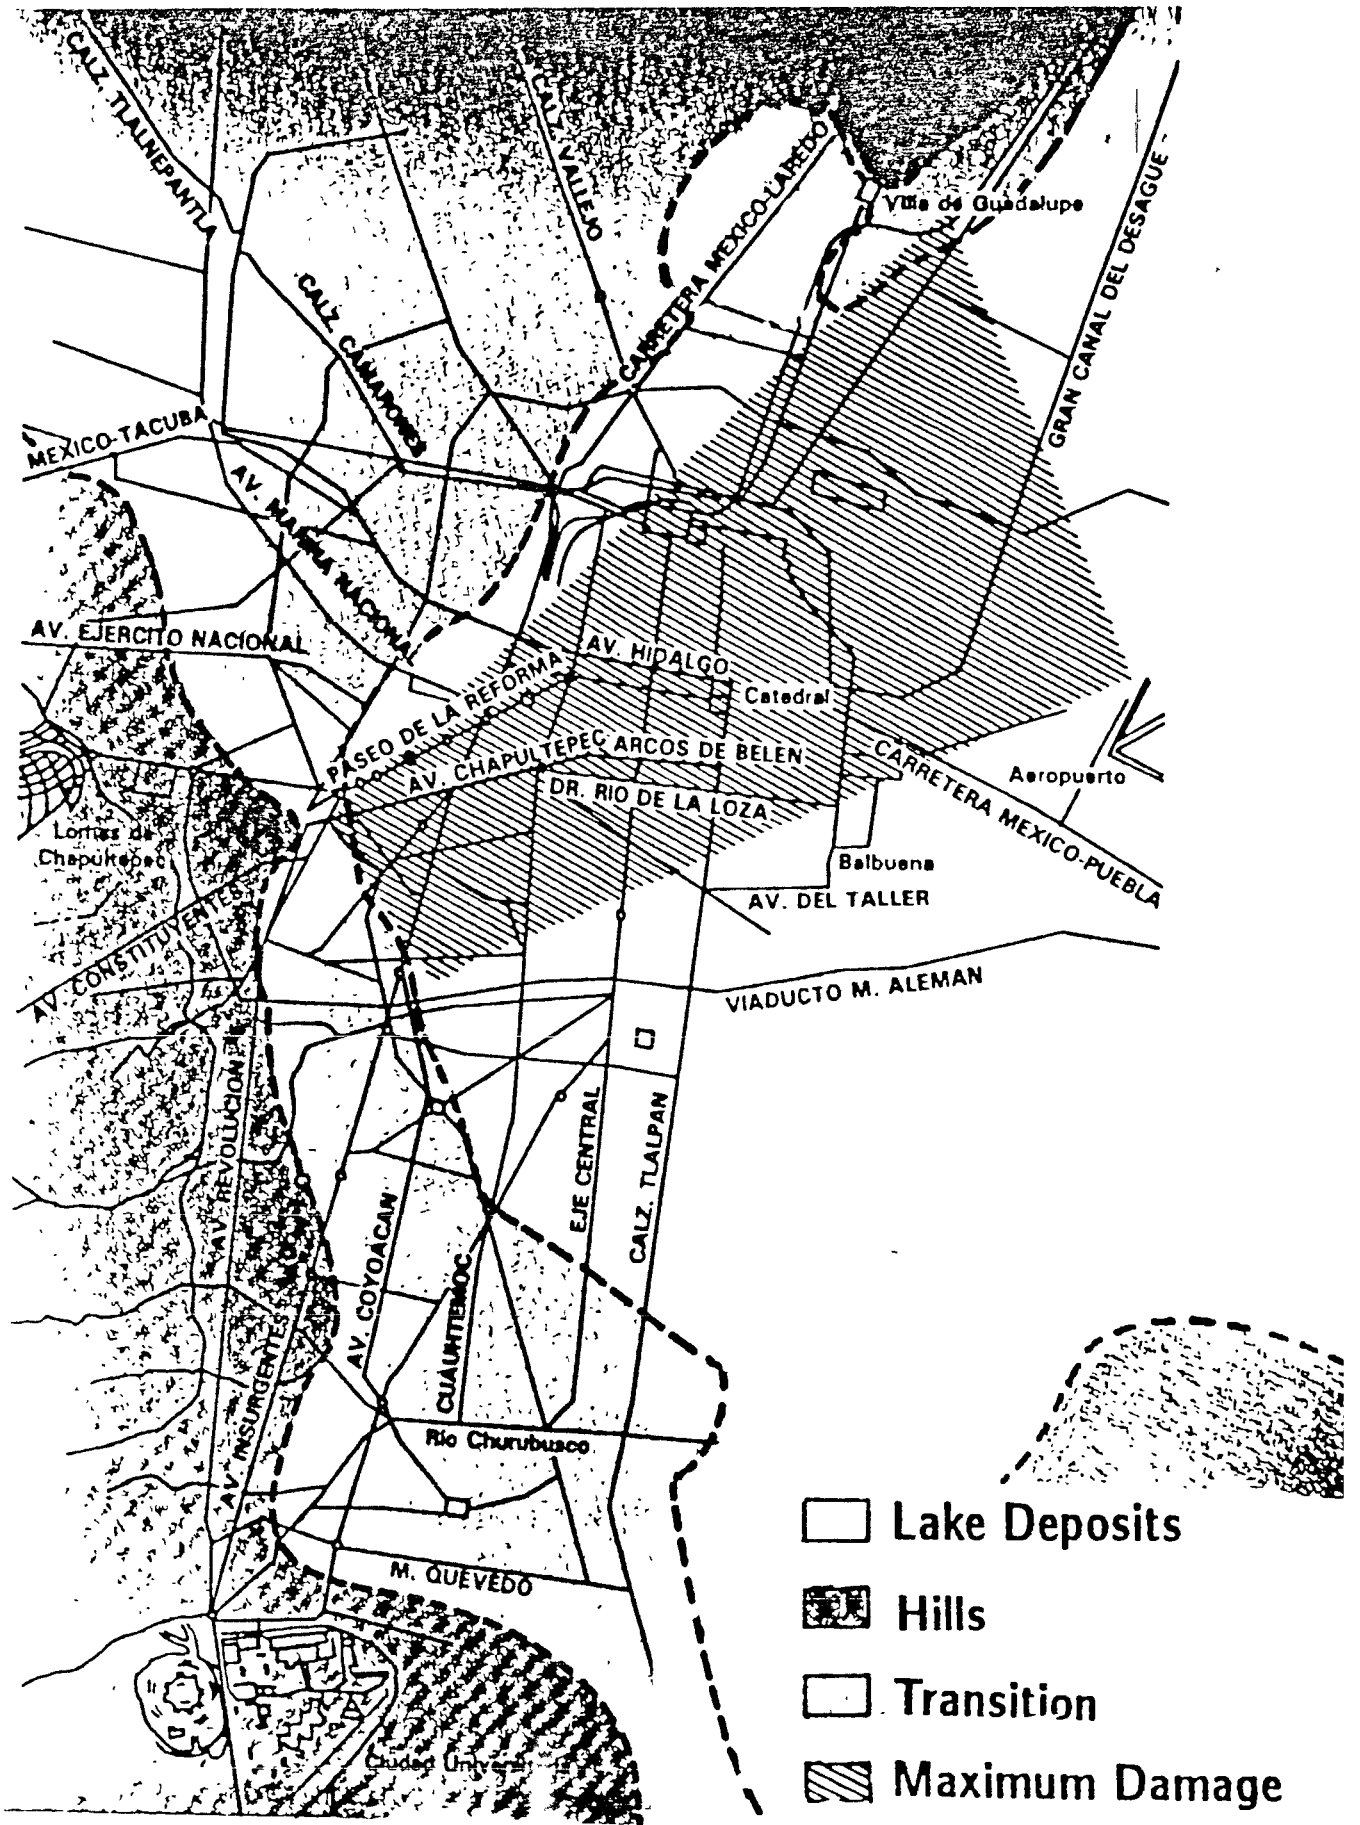 CALZ. TLALNEPANTLA
CALZ. VALLEJO
CARRETERA MEXICO-LAREDO
Villa de Guadalupe
GRAN CANAL DEL DESAGUE
CALZ. CAMARONES
MEXICO-TACUBA
AV. MARINA NACIONAL
AV. EJERCITO NACIONAL
AV. HIDALGO
PASEO DE LA REFORMA
Catedral
AV. CHAPULTEPEC
ARCOS DE BELEN
CARRETERA MEXICO-PUEBLA
Aeropuerto
DR. RIO DE LA LOZA
Lomas de
Chapultepec
Balbuena
AV. DEL TALLER
AV. CONSTITUYENTES
VIADUCTO M. ALEMAN
AV. REVOLUCION
EJE CENTRAL
CALZ. TLALPAN
AV. COYOACAN
CUAUHTEMOC
AV. INSURGENTES
Rio Churubusco
M. QUEVEDO
Ciudad
Lake Deposits
Hills
Transition
Maximum Damage